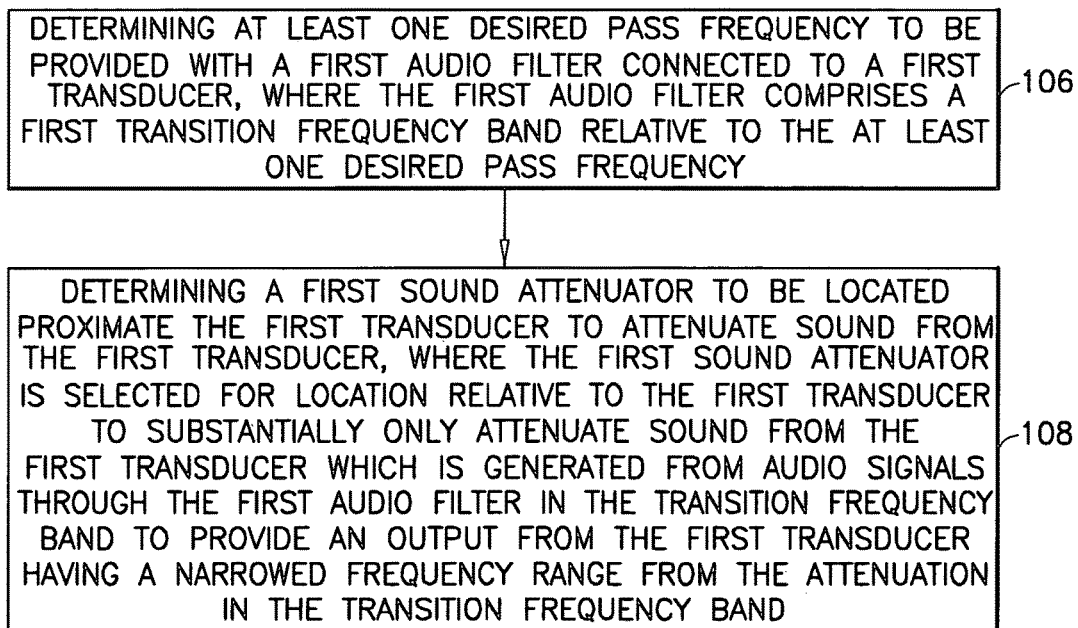 DETERMINING AT LEAST ONE DESIRED PASS FREQUENCY TO BE
PROVIDED WITH A FIRST AUDIO FILTER CONNECTED TO A FIRST
TRANSDUCER, WHERE THE FIRST AUDIO FILTER COMPRISES A
FIRST TRANSITION FREQUENCY BAND RELATIVE TO THE AT LEAST
ONE DESIRED PASS FREQUENCY
106
DETERMINING A FIRST SOUND ATTENUATOR TO BE LOCATED
PROXIMATE THE FIRST TRANSDUCER TO ATTENUATE SOUND FROM
THE FIRST TRANSDUCER, WHERE THE FIRST SOUND ATTENUATOR
IS SELECTED FOR LOCATION RELATIVE TO THE FIRST TRANSDUCER
TO SUBSTANTIALLY ONLY ATTENUATE SOUND FROM THE
FIRST TRANSDUCER WHICH IS GENERATED FROM AUDIO SIGNALS
THROUGH THE FIRST AUDIO FILTER IN THE TRANSITION FREQUENCY
BAND TO PROVIDE AN OUTPUT FROM THE FIRST TRANSDUCER
HAVING A NARROWED FREQUENCY RANGE FROM THE ATTENUATION
IN THE TRANSITION FREQUENCY BAND
108